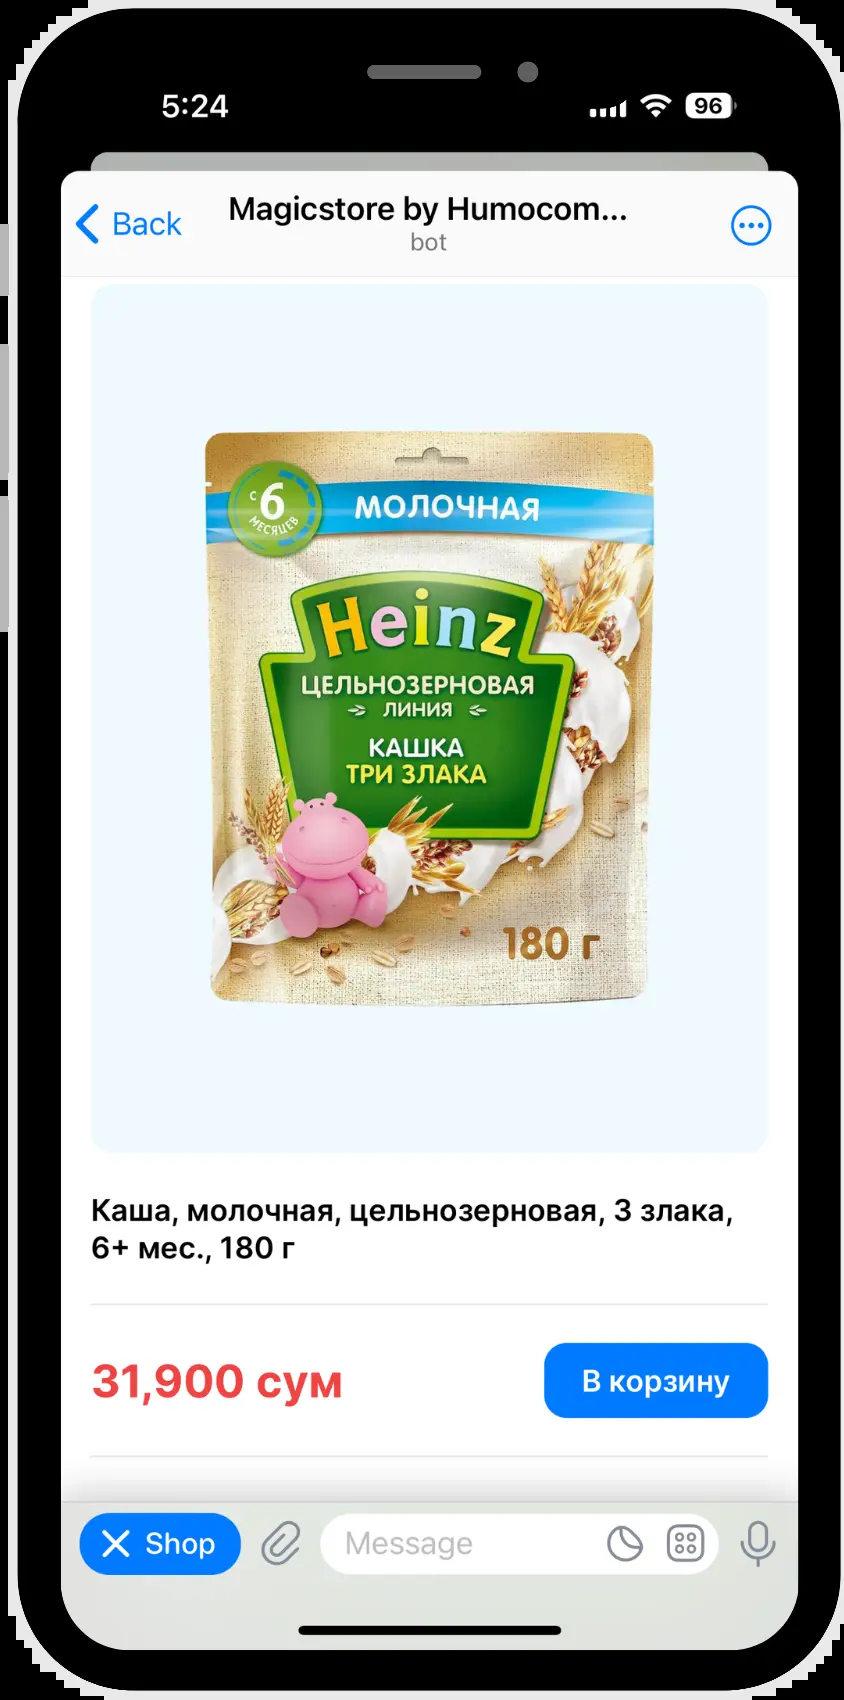 5:24
96
Back
Magicstore by Humocom...
bot
с 6
МЕСЯЦЕВ
МОЛОЧНАЯ
Heinz
ЦЕЛЬНОЗЕРНОВАЯ
ЛИНИЯ
КАШКА
ТРИ ЗЛАКА
180 г
Каша, молочная, цельнозерновая, 3 злака,
6+ мес., 180 г
31,900 сум
В корзину
Shop
Message